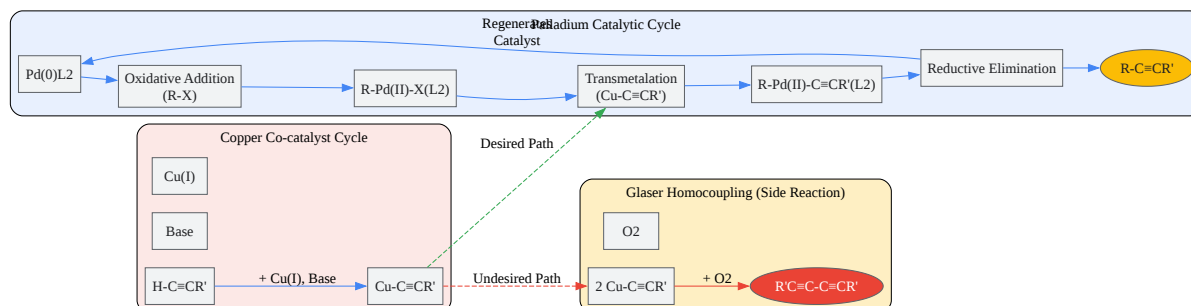 Palladium Catalytic Cycle
Regenerates
Catalyst
Pd(0)L2
Oxidative Addition
(R-X)
R-Pd(II)-X(L2)
Transmetalation
(Cu-C≡CR')
R-Pd(II)-C≡CR'(L2)
Reductive Elimination
R-C≡CR'
Copper Co-catalyst Cycle
Cu(I)
Base
H-C≡CR'
+ Cu(I), Base
Cu-C≡CR'
Desired Path
Undesired Path
Glaser Homocoupling (Side Reaction)
O2
2 Cu-C≡CR'
+ O2
R'C≡C-C≡CR'